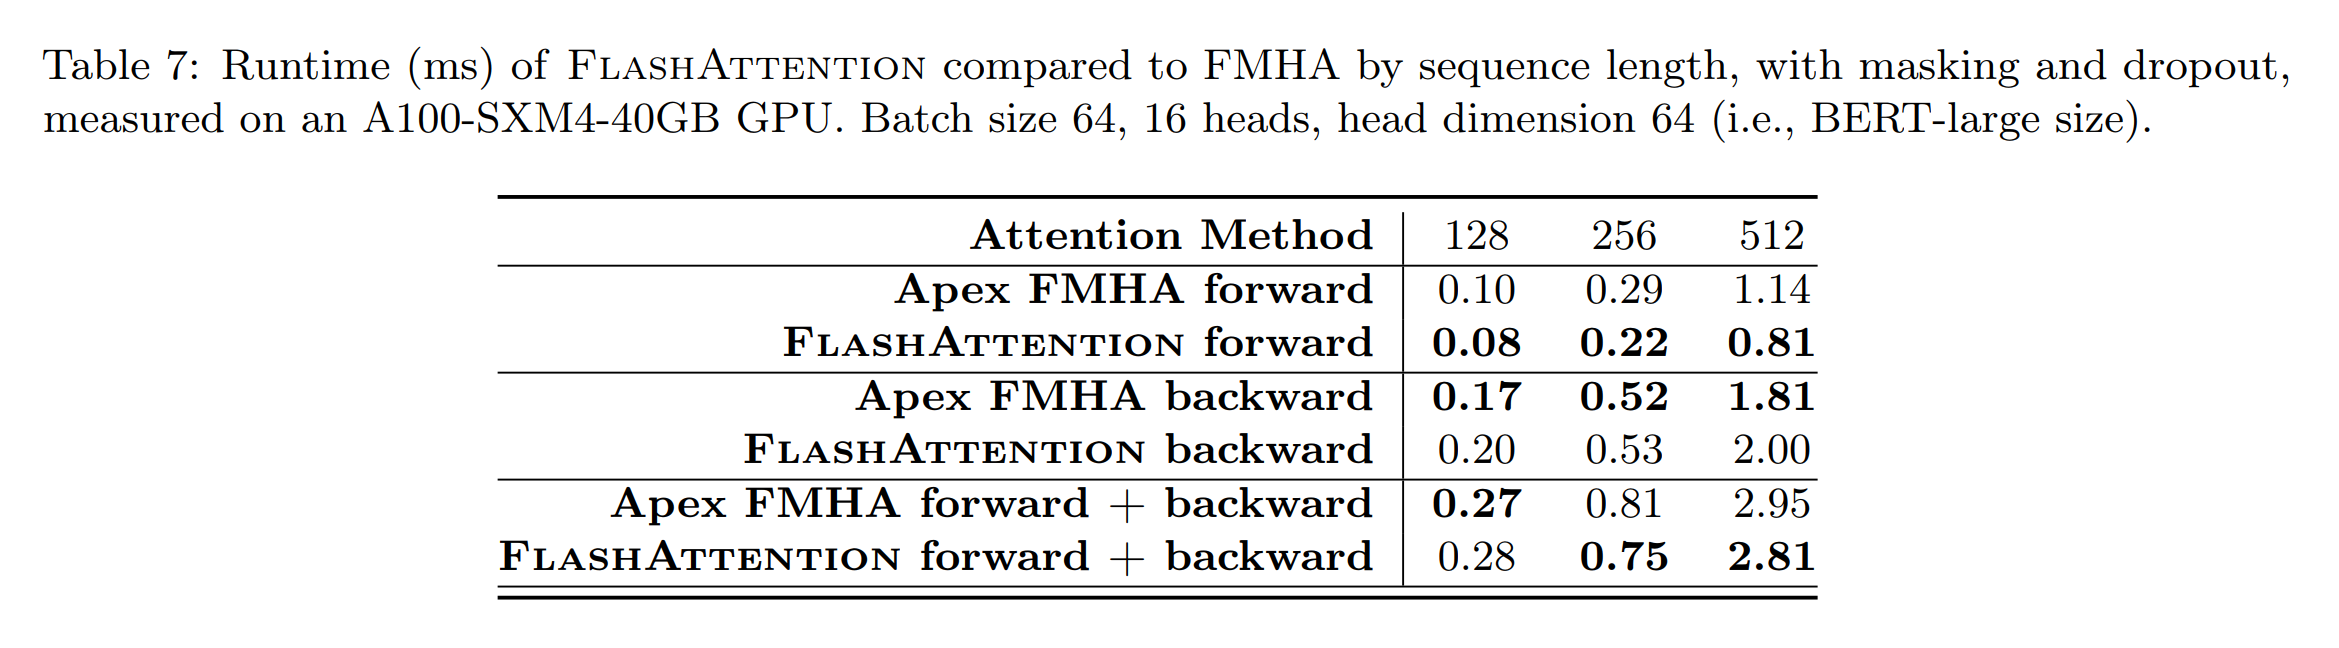 Table 7: Runtime (ms) of FLASHATTENTION compared to FMHA by sequence length, with masking and dropout,
measured on an A100-SXM4-40GB GPU. Batch size 64, 16 heads, head dimension 64 (i.e., BERT-large size).
Attention Method 128 256 512
Apex FMHA forward 0.10 0.29 1.14
FLASHATTENTION forward 0.08 0.22 0.81
Apex FMHA backward 0.17 0.52 1.81
FLASHATTENTION backward 0.20 0.53 2.00
Apex FMHA forward + backward 0.27 0.81 2.95
FLASHATTENTION forward + backward 0.28 0.75 2.81